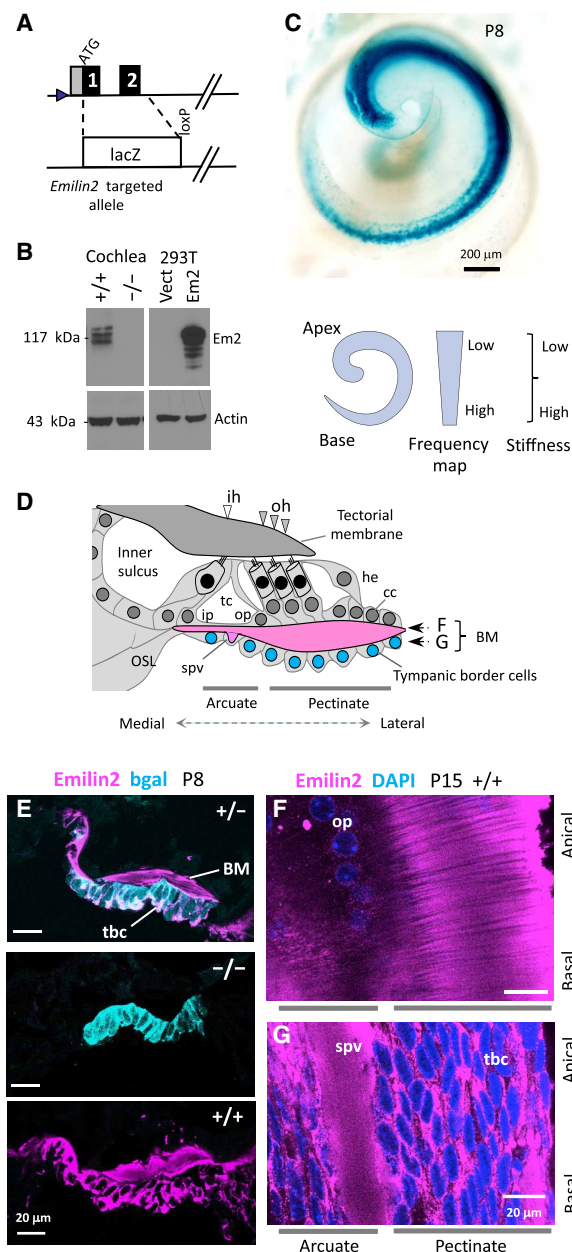 A
ATG
1
2
loxP
lacZ
Emilin2 targeted
allele
B
Cochlea
293T
+/+
–/–
Vect
Em2
117 kDa
Em2
43 kDa
Actin
C
P8
200 µm
Apex
Base
Low
High
Frequency
map
Low
High
Stiffness
D
ih
oh
Tectorial
membrane
Inner
sulcus
he
cc
tc
ip
op
F
G
BM
OSL
spv
Tympanic border cells
Arcuate
Pectinate
Medial
Lateral
Emilin2 bgal P8
E
+/–
BM
tbc
–/–
+/+
20 µm
Emilin2 DAPI P15 +/+
F
op
Apical
Basal
G
spv
tbc
Apical
Basal
20 µm
Arcuate
Pectinate